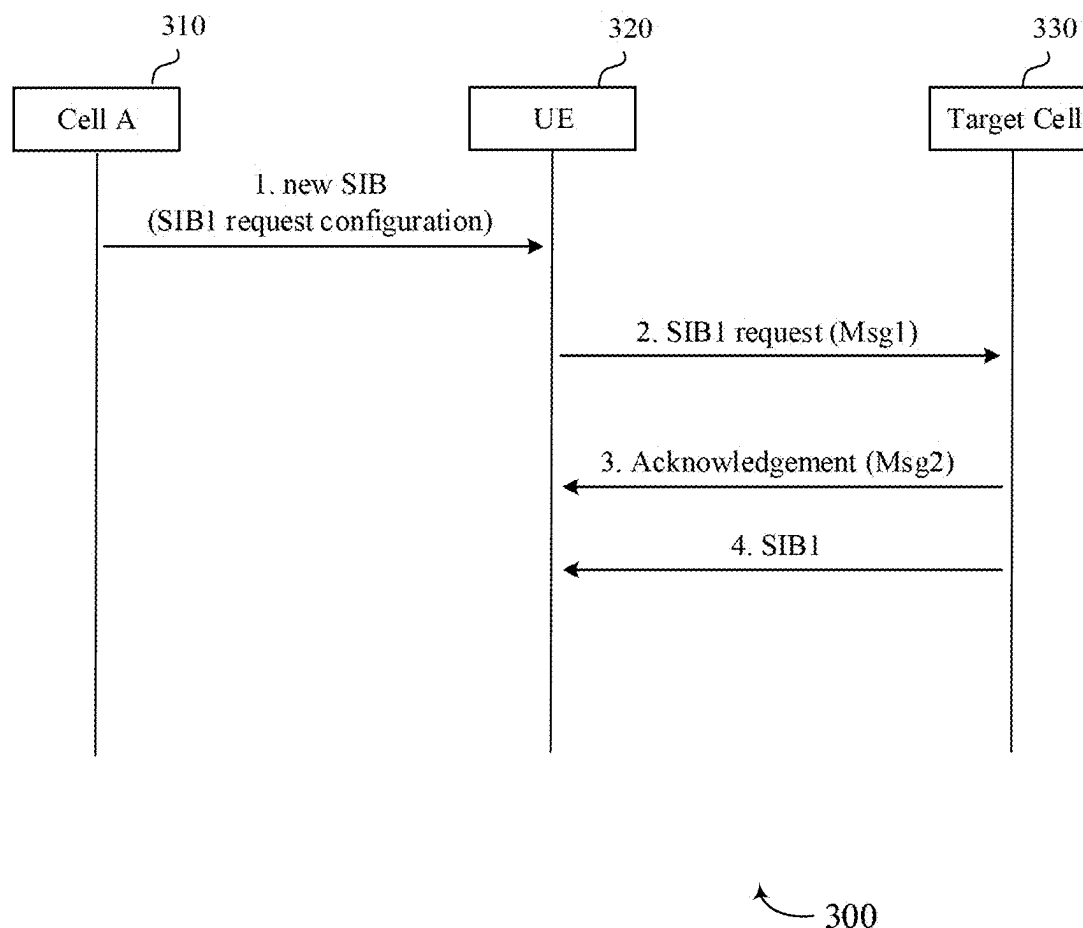 310
320
330
Cell A
UE
Target Cell
1. new SIB
(SIB1 request configuration)
2. SIB1 request (Msg1)
3. Acknowledgement (Msg2)
4. SIB1
300